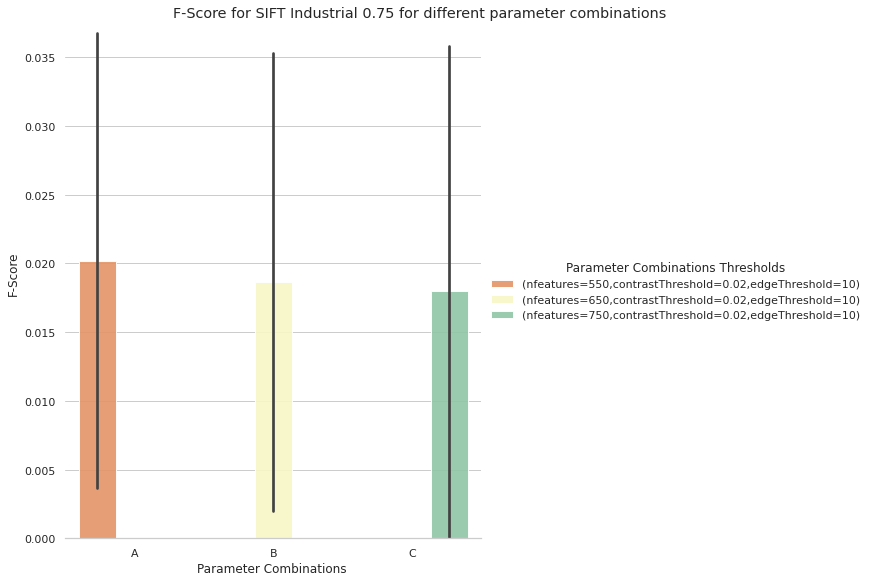 F-Score for SIFT Industrial 0.75 for different parameter combinations
0.035
0.030
0.025
0.020
0.015
0.010
0.005
0.000
F-Score
A B C
Parameter Combinations
Parameter Combinations Thresholds
(nfeatures=550,contrastThreshold=0.02,edgeThreshold=10)
(nfeatures=650,contrastThreshold=0.02,edgeThreshold=10)
(nfeatures=750,contrastThreshold=0.02,edgeThreshold=10)